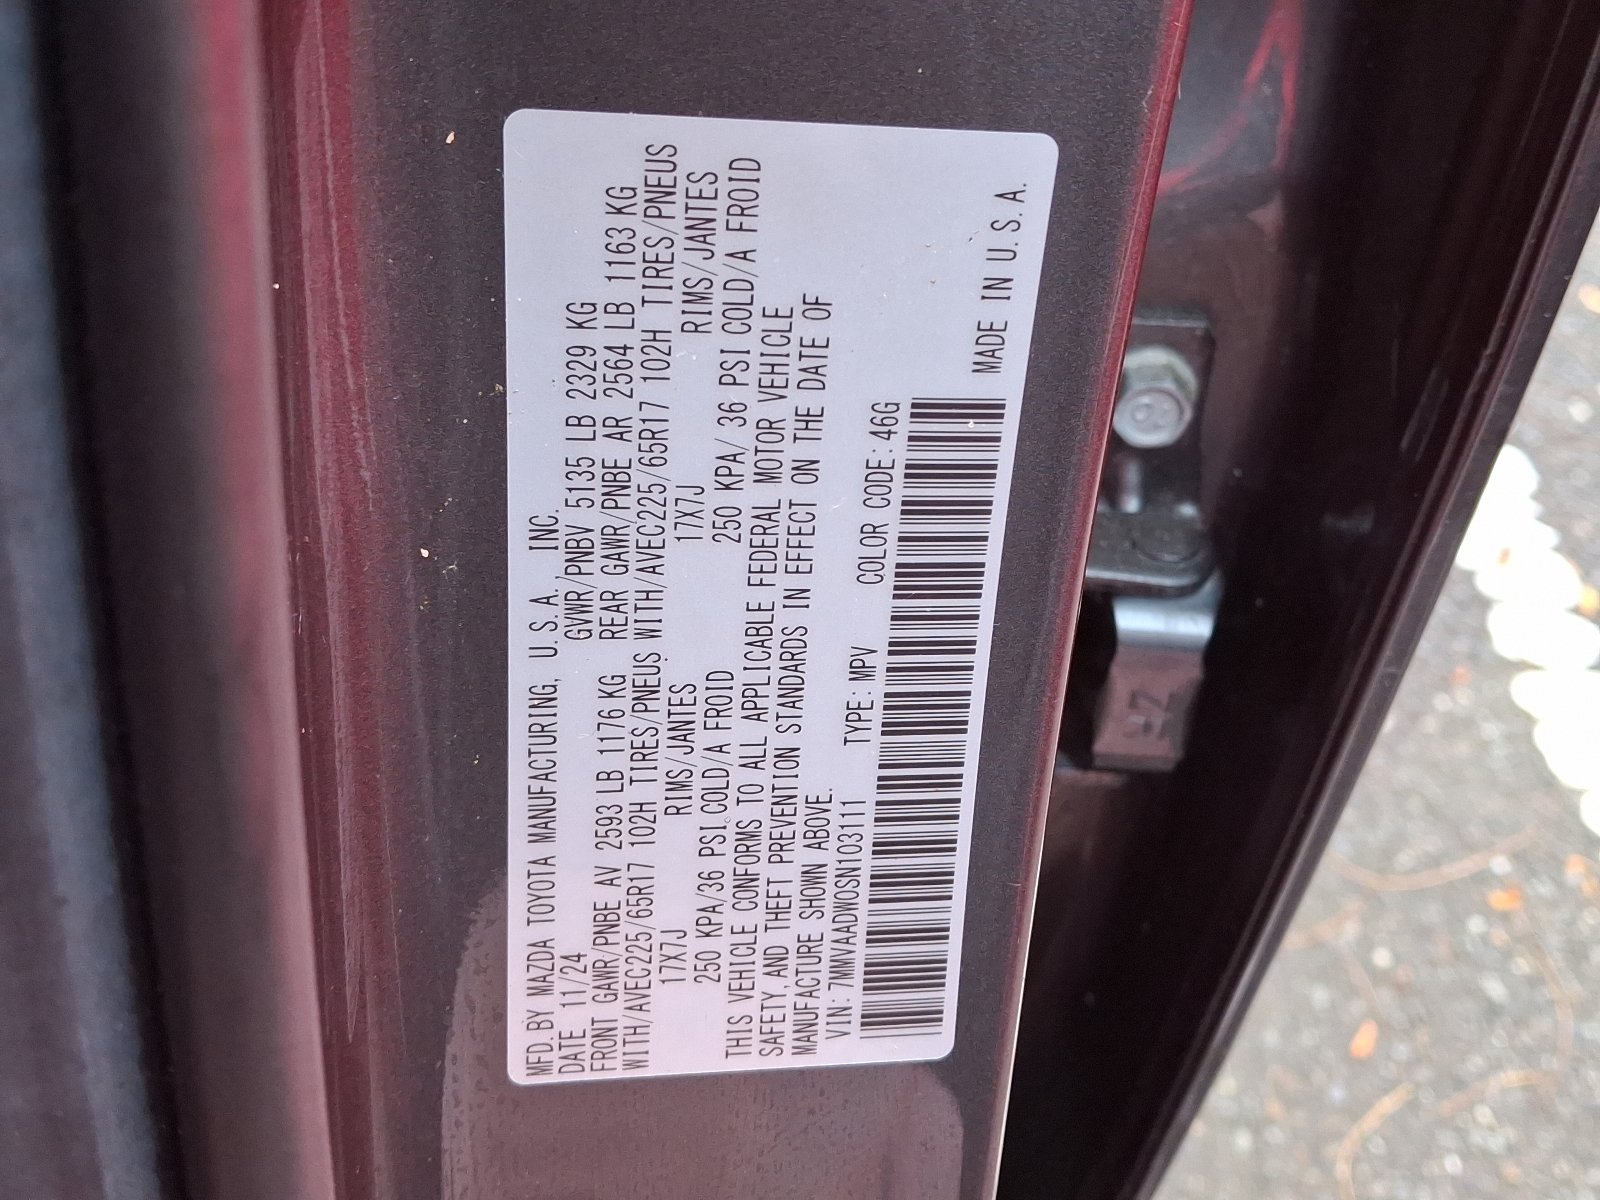 MFD. BY MAZDA TOYOTA MANUFACTURING, U. S. A., INC.
DATE 11/24 GVWR/PNBV 5135 LB 2329 KG
FRONT GAWR/PNBE AV 2593 LB 1176 KG REAR GAWR/PNBE AR 2564 LB 1163 KG
WITH/AVEC225/65R17 102H TIRES/PNEUS WITH/AVEC225/65R17 102H TIRES/PNEUS
17X7J RIMS/JANTES 17X7J RIMS/JANTES
250 KPA/36 PSI COLD/A FROID 250 KPA/ 36 PSI COLD/A FROID
THIS VEHICLE CONFORMS TO ALL APPLICABLE FEDERAL MOTOR VEHICLE
SAFETY, AND THEFT PREVENTION STANDARDS IN EFFECT ON THE DATE OF
MANUFACTURE SHOWN ABOVE.
VIN: 7MMVAADW0SN103111 TYPE: MPV COLOR CODE: 46G
MADE IN U. S. A.